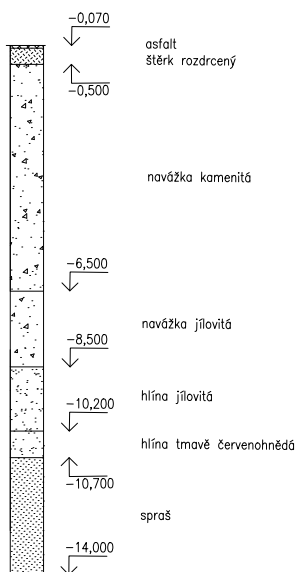 -0,070
asfalt
štěrk rozdrcený
-0,500
navážka kamenitá
-6,500
navážka jílovitá
-8,500
hlína jílovitá
-10,200
hlína tmavě červenohnědá
-10,700
spraš
-14,000